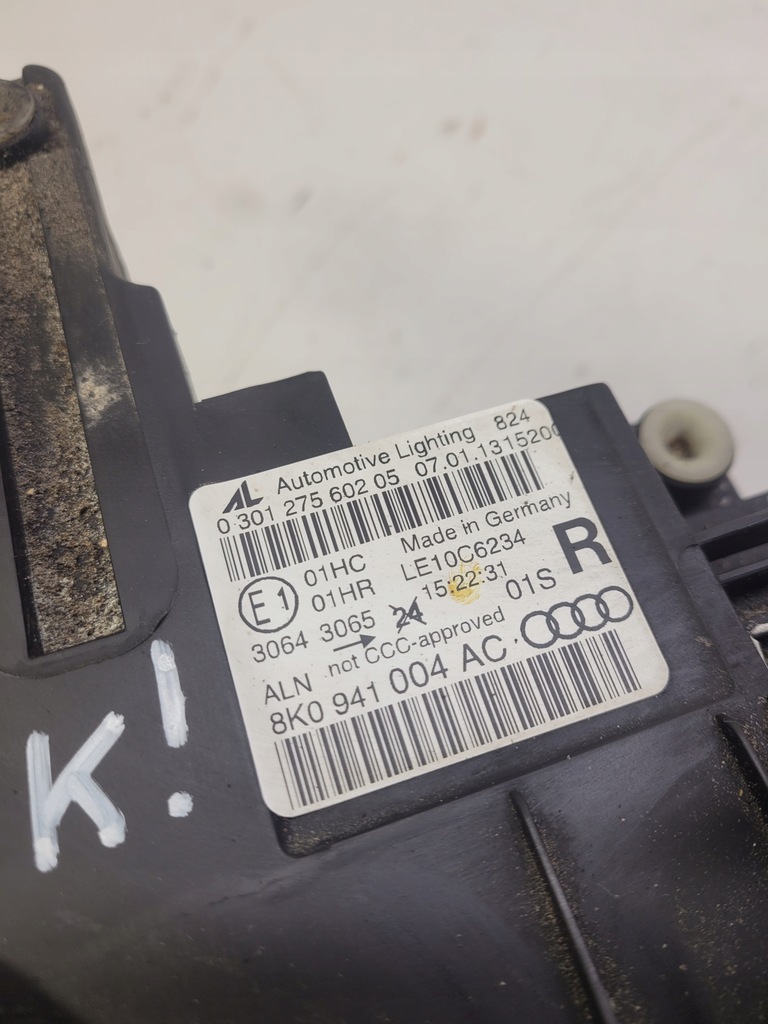 Automotive Lighting 824
0 301 275 602 05 07.01.1315200
Made in Germany
E1 01HC LE10C6234 R
01HR 15:22:31 01S
3064 3065 24
not CCC-approved
ALN
8K0 941 004 AC
K!